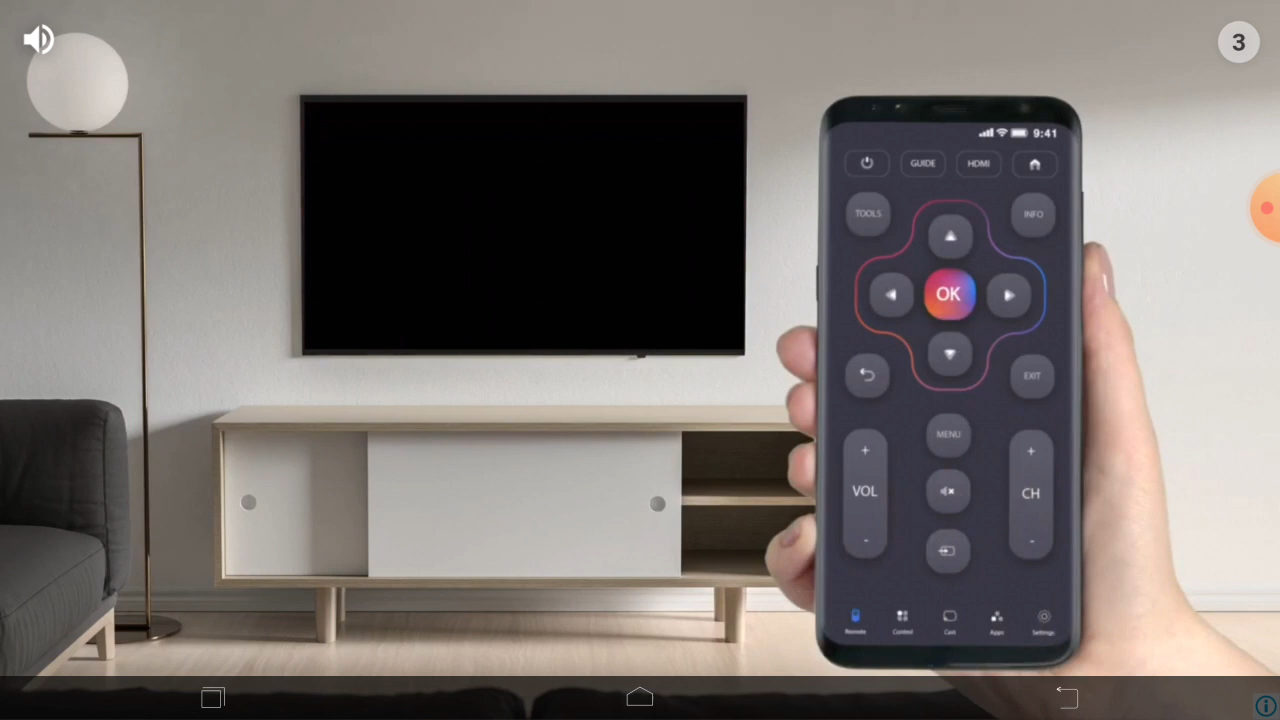 3
9:41
GUIDE HDMI
TOOLS INFO
OK
EXIT
MENU
+ +
VOL CH
- -
Remote Control Cast Apps Settings